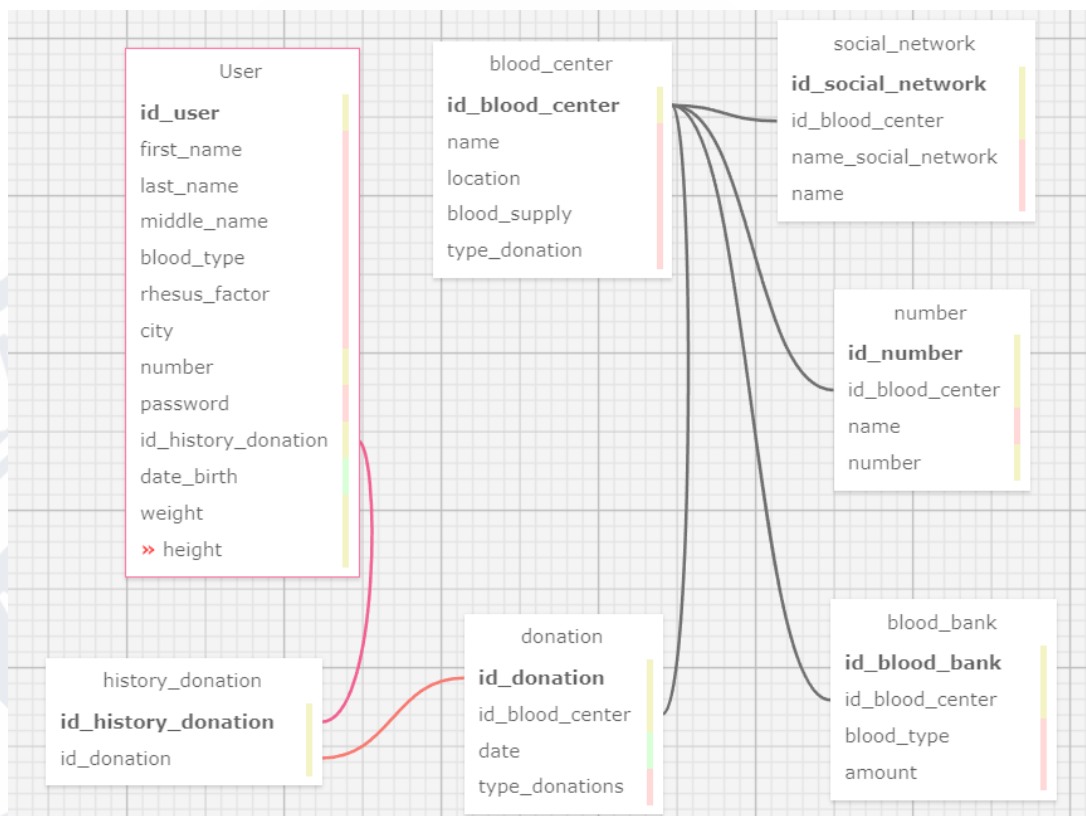 User
id_user
first_name
last_name
middle_name
blood_type
rhesus_factor
city
number
password
id_history_donation
date_birth
weight
» height
blood_center
id_blood_center
name
location
blood_supply
type_donation
social_network
id_social_network
id_blood_center
name_social_network
name
number
id_number
id_blood_center
name
number
history_donation
id_history_donation
id_donation
donation
id_donation
id_blood_center
date
type_donations
blood_bank
id_blood_bank
id_blood_center
blood_type
amount